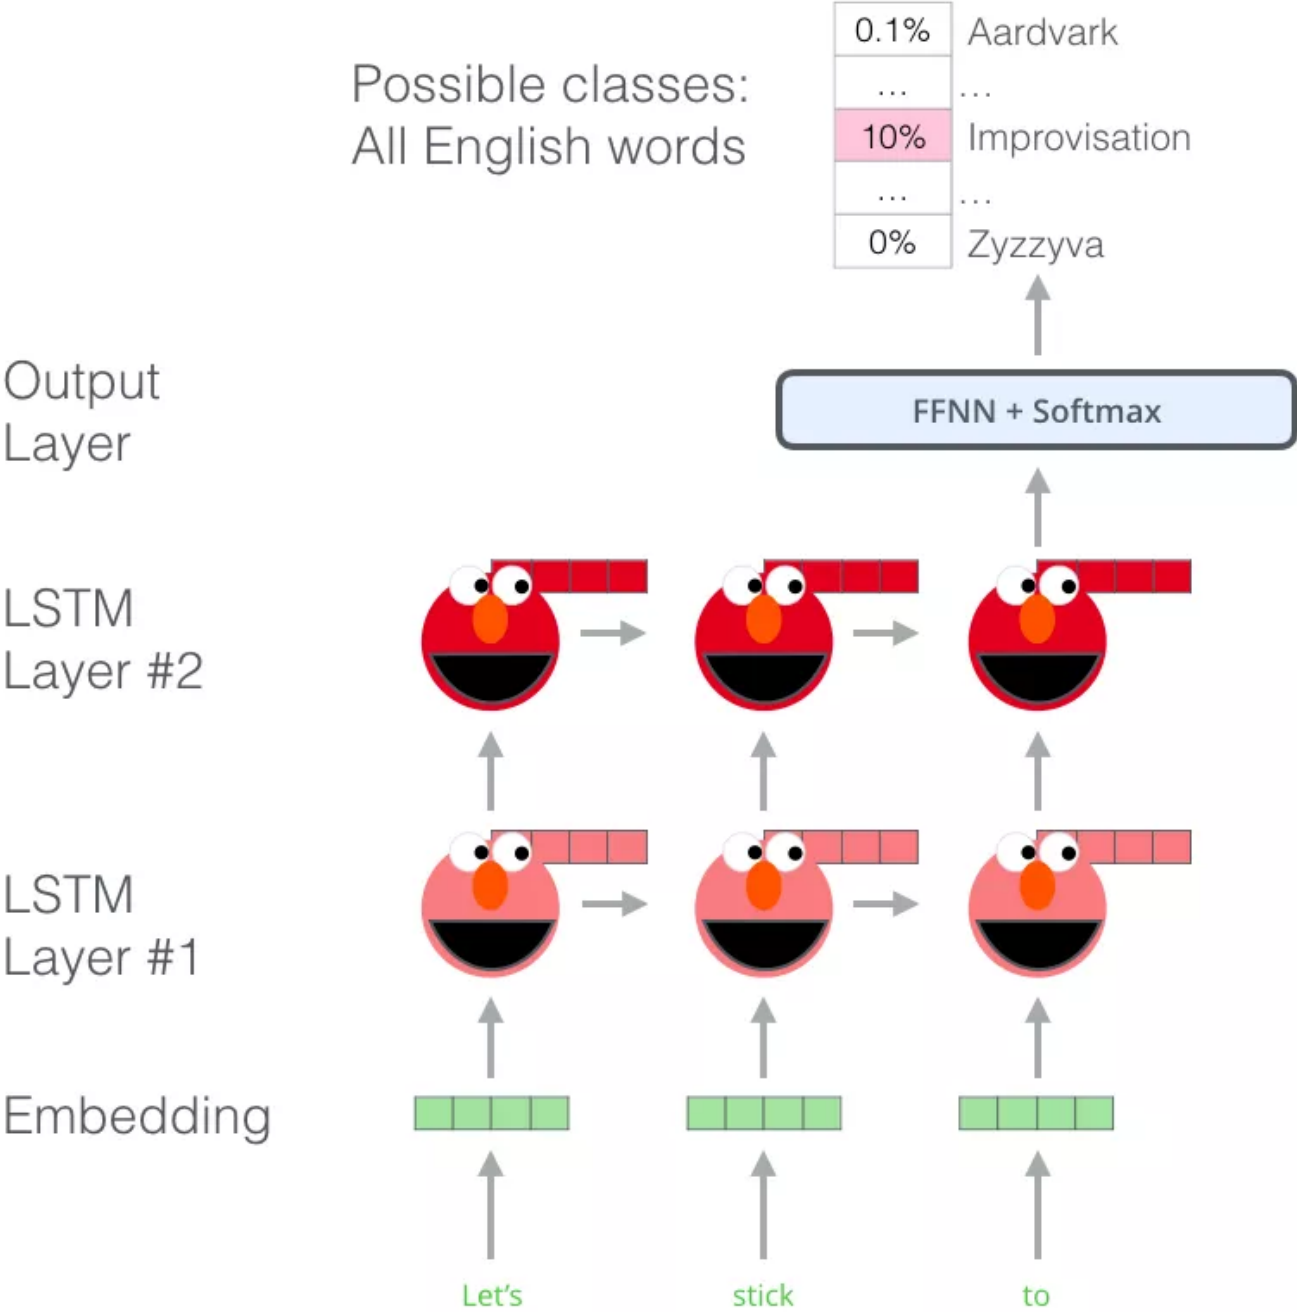 0.1% Aardvark
... ...
Possible classes:
All English words
10% Improvisation
... ...
0% Zyzzyva
Output
Layer
FFNN + Softmax
LSTM
Layer #2
LSTM
Layer #1
Embedding
Let's stick to